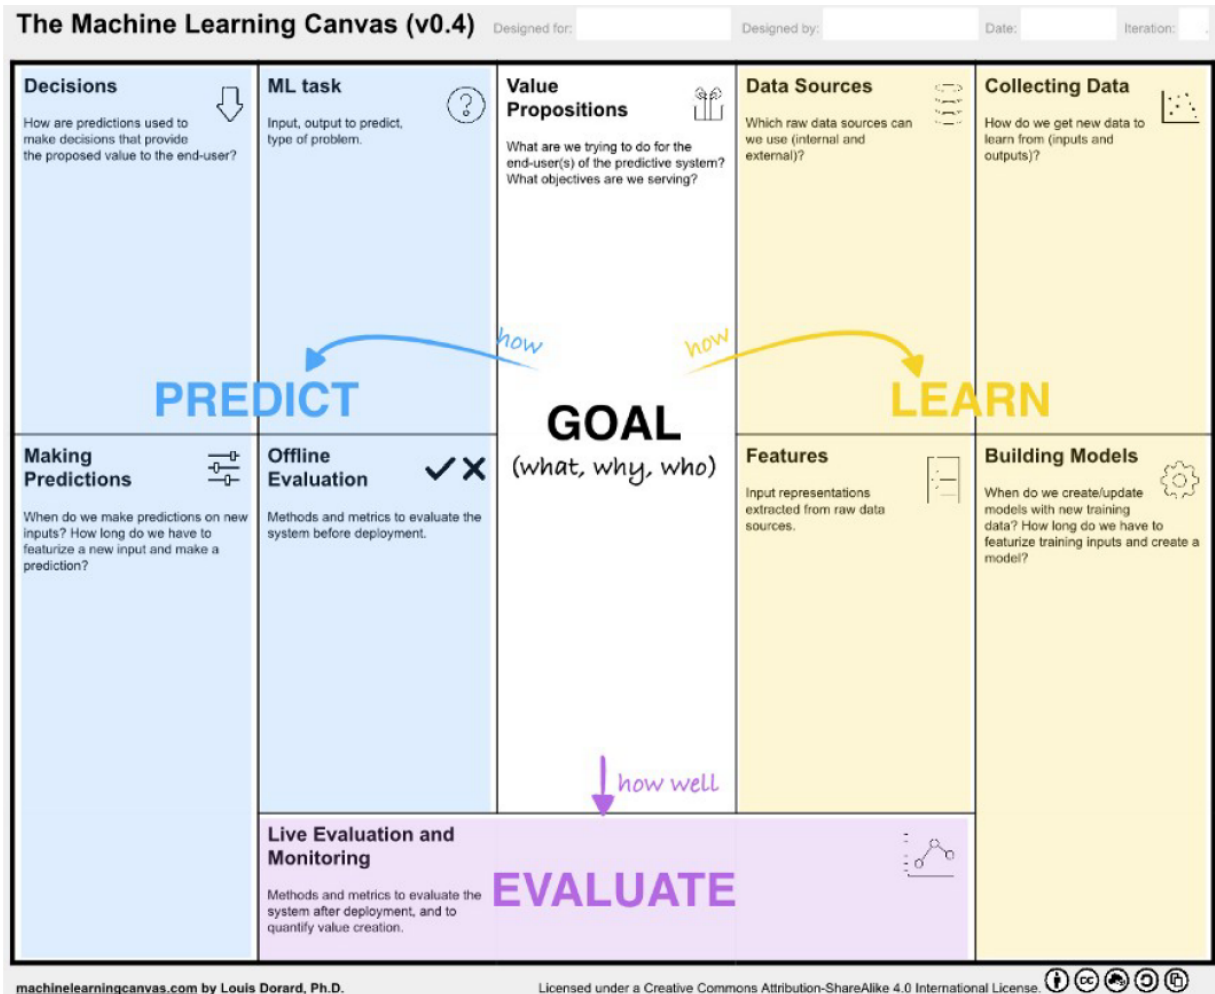 The Machine Learning Canvas (v0.4)
Designed for:
Designed by:
Date:
Iteration:
Decisions
How are predictions used to
make decisions that provide
the proposed value to the end-user?
ML task
Input, output to predict,
type of problem.
Value
Propositions
What are we trying to do for the
end-user(s) of the predictive system?
What objectives are we serving?
Data Sources
Which raw data sources can
we use (internal and
external)?
Collecting Data
How do we get new data to
learn from (inputs and
outputs)?
how
how
PREDICT
GOAL
(what, why, who)
LEARN
Making
Predictions
When do we make predictions on new
inputs? How long do we have to
featurize a new input and make a
prediction?
Offline
Evaluation
Methods and metrics to evaluate the
system before deployment.
Features
Input representations
extracted from raw data
sources.
Building Models
When do we create/update
models with new training
data? How long do we have to
featurize training inputs and create a
model?
how well
Live Evaluation and
Monitoring
Methods and metrics to evaluate the
system after deployment, and to
quantify value creation.
EVALUATE
machinelearningcanvas.com by Louis Dorard, Ph.D.
Licensed under a Creative Commons Attribution-ShareAlike 4.0 International License.